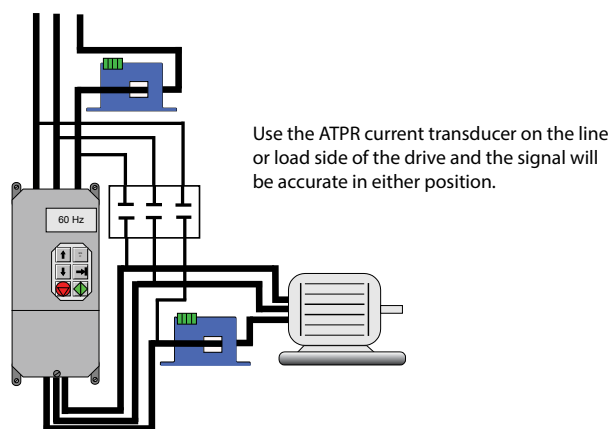 Use the ATPR current transducer on the line
or load side of the drive and the signal will
be accurate in either position.
60 Hz